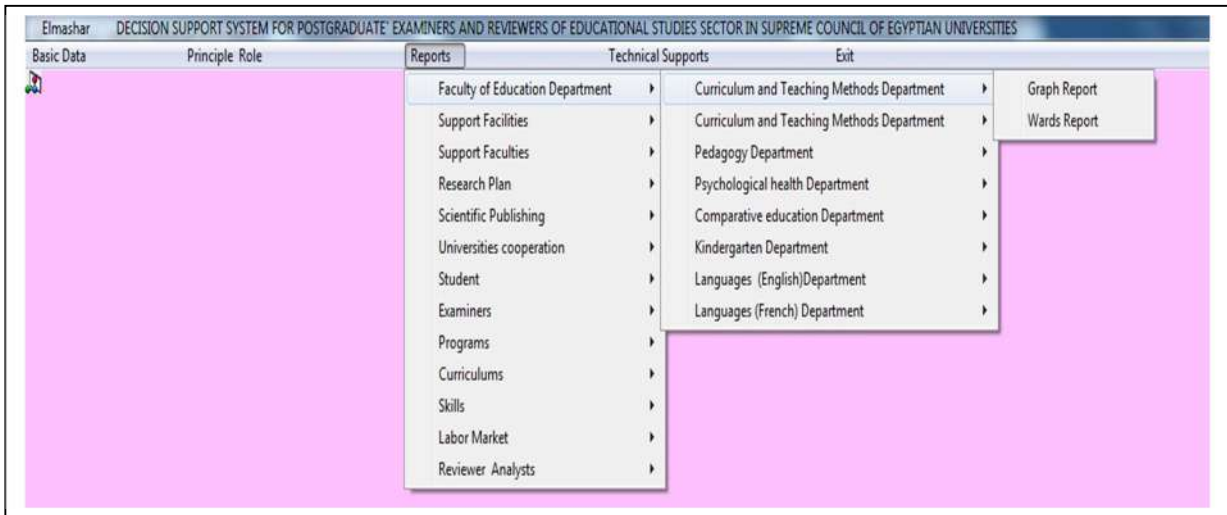 Elmashar DECISION SUPPORT SYSTEM FOR POSTGRADUATE` EXAMINERS AND REVIEWERS OF EDUCATIONAL STUDIES SECTOR IN SUPREME COUNCIL OF EGYPTIAN UNIVERSITIES
Basic Data Principle Role Reports Technical Supports Exit
Faculty of Education Department
Support Facilities
Support Faculties
Research Plan
Scientific Publishing
Universities cooperation
Student
Examiners
Programs
Curriculums
Skills
Labor Market
Reviewer Analysts
Curriculum and Teaching Methods Department
Curriculum and Teaching Methods Department
Pedagogy Department
Psychological health Department
Comparative education Department
Kindergarten Department
Languages (English)Department
Languages (French) Department
Graph Report
Wards Report